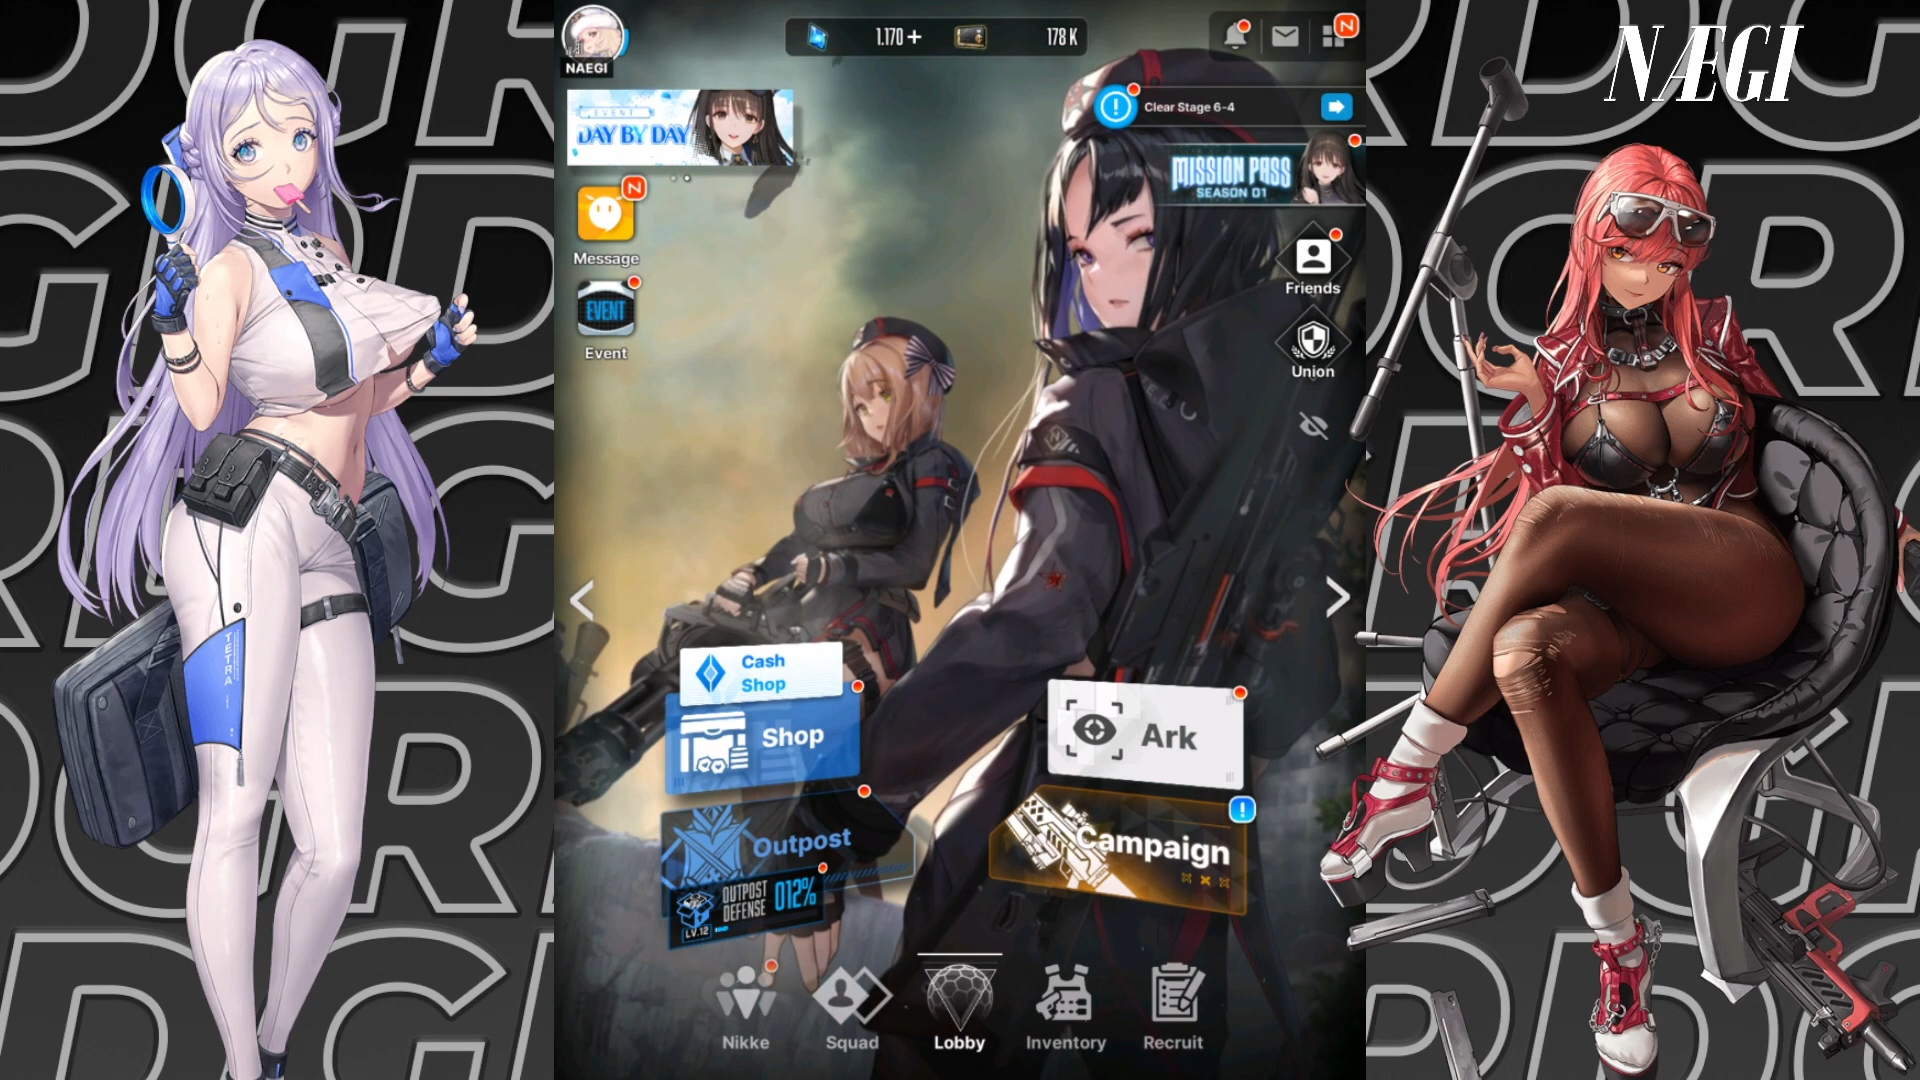 NÆGI
1.170+
178 K
N
NAEGI
EVENT
DAY BY DAY
Clear Stage 6-4
MISSION PASS
SEASON 01
N
Message
EVENT
Event
Friends
Union
Cash
Shop
Shop
Ark
Outpost
OUTPOST
DEFENSE
012%
LV.12
Campaign
TETRA
Nikke
Squad
Lobby
Inventory
Recruit